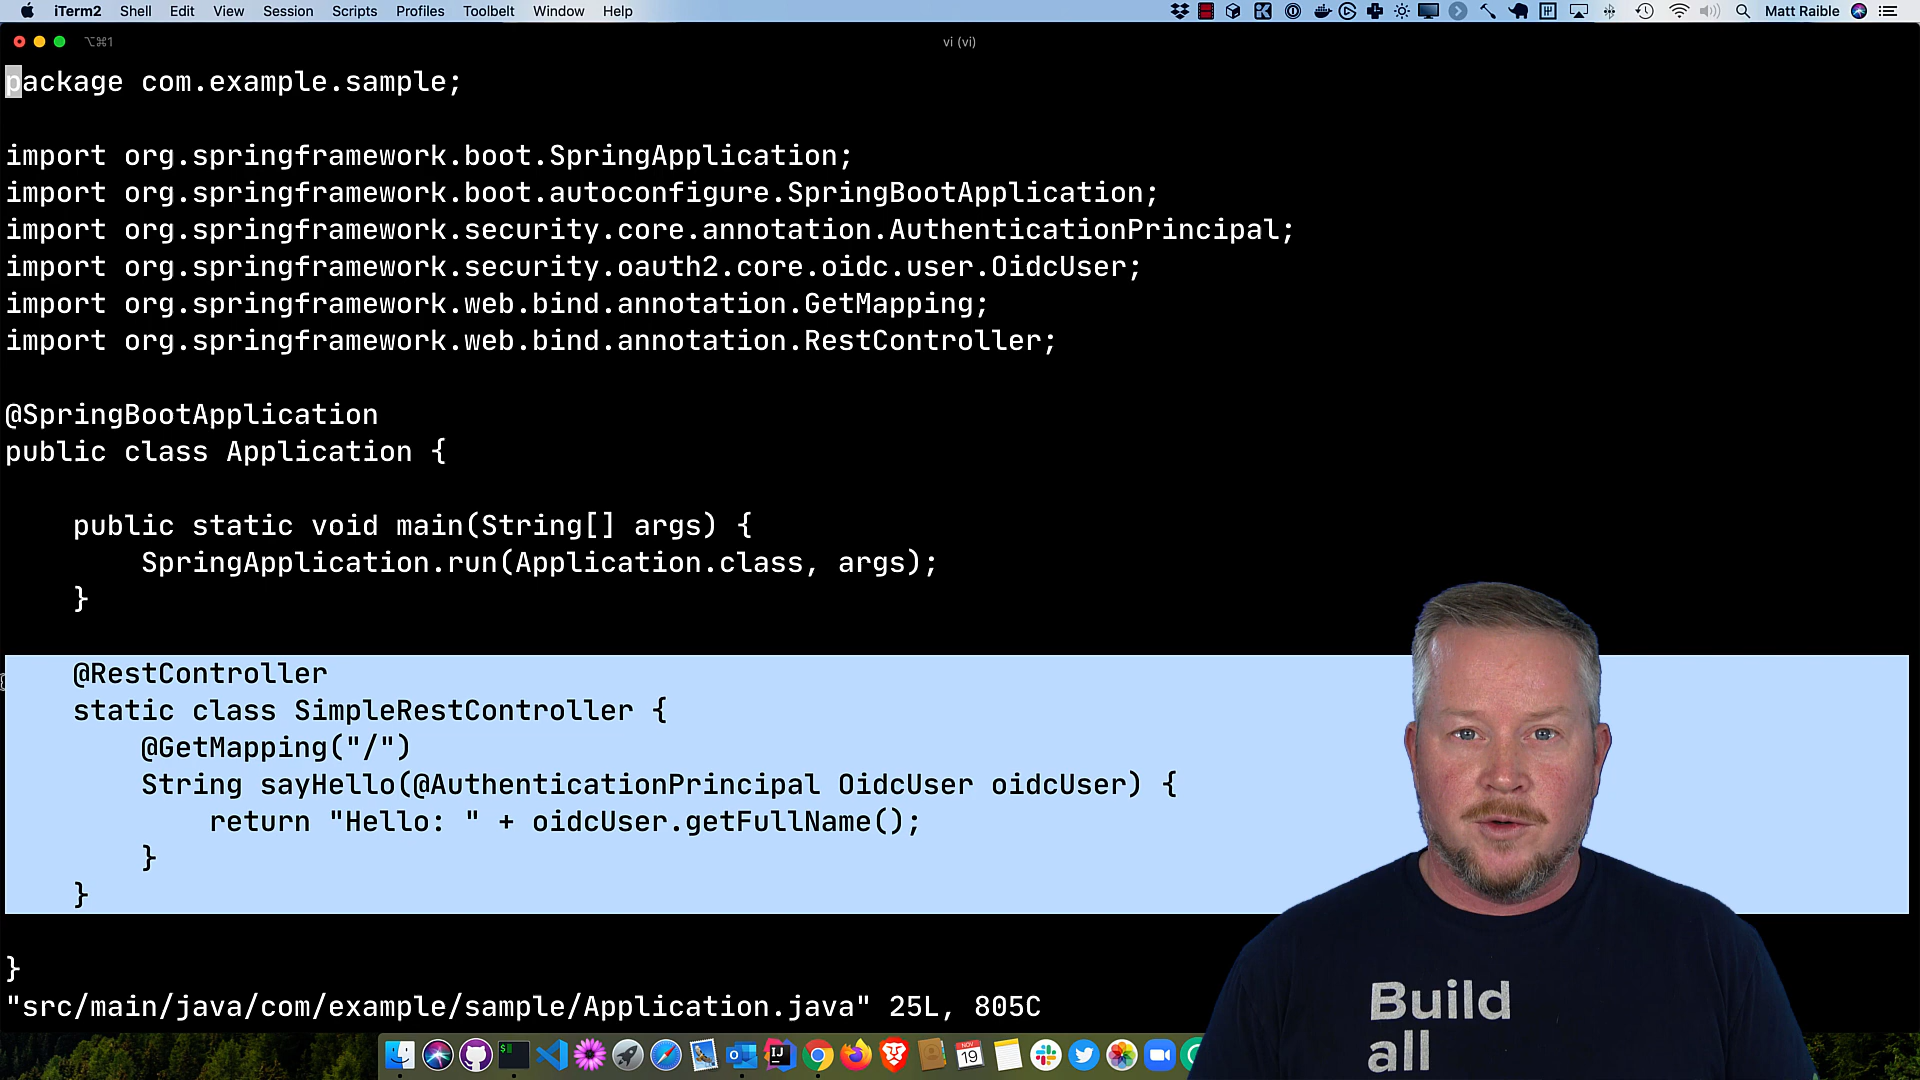 iTerm2 Shell Edit View Session Scripts Profiles Toolbelt Window Help Matt Raible
⌥⌘1 vi (vi)
package com.example.sample;
import org.springframework.boot.SpringApplication;
import org.springframework.boot.autoconfigure.SpringBootApplication;
import org.springframework.security.core.annotation.AuthenticationPrincipal;
import org.springframework.security.oauth2.core.oidc.user.OidcUser;
import org.springframework.web.bind.annotation.GetMapping;
import org.springframework.web.bind.annotation.RestController;
@SpringBootApplication
public class Application {
public static void main(String[] args) {
SpringApplication.run(Application.class, args);
}
@RestController
static class SimpleRestController {
@GetMapping("/")
String sayHello(@AuthenticationPrincipal OidcUser oidcUser) {
return "Hello: " + oidcUser.getFullName();
}
}
}
"src/main/java/com/example/sample/Application.java" 25L, 805C
Build
all
NOV
19